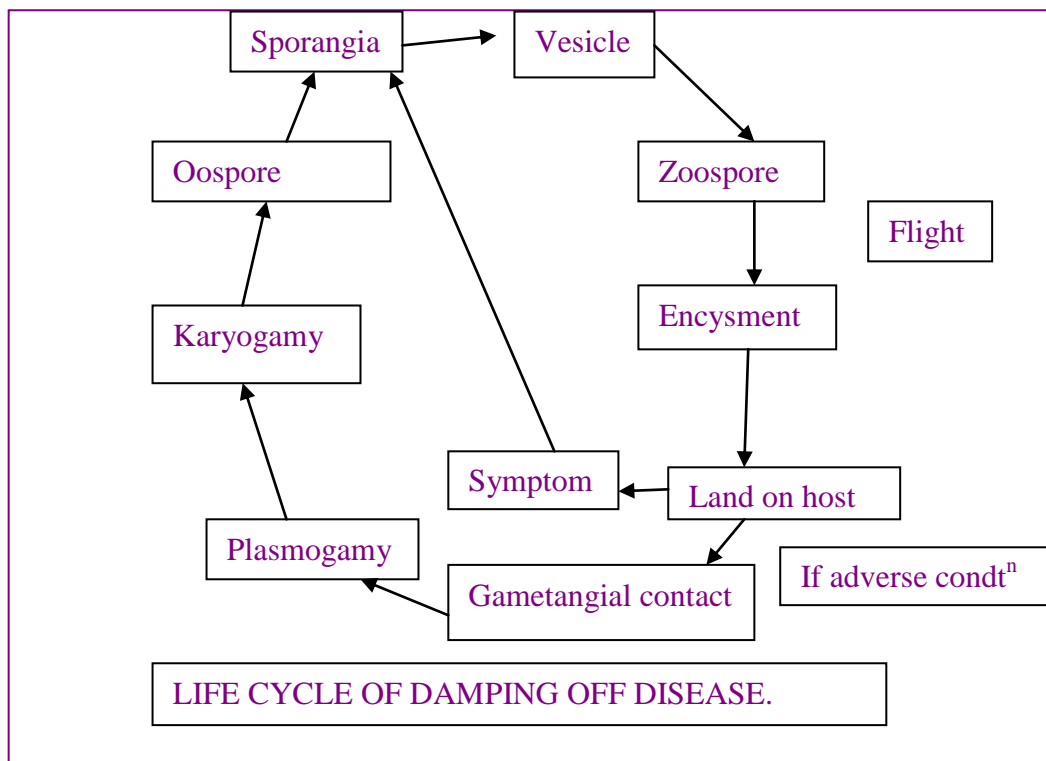 Sporangia
Vesicle
Oospore
Zoospore
Flight
Karyogamy
Encysment
Symptom
Land on host
Plasmogamy
If adverse condtⁿ
Gametangial contact
LIFE CYCLE OF DAMPING OFF DISEASE.